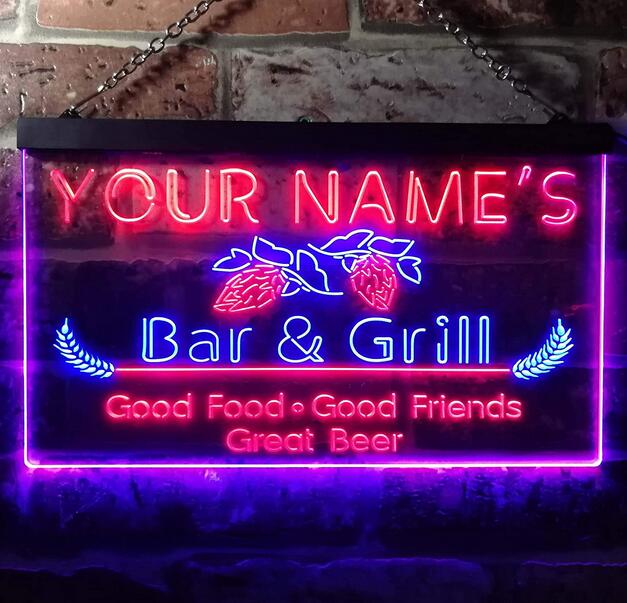 YOUR NAME'S
Bar & Grill
Good Food • Good Friends
Great Beer